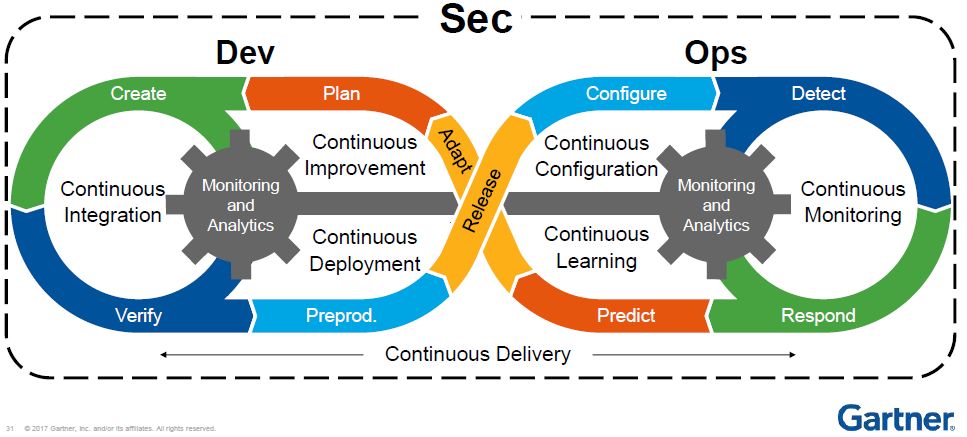 Sec
Dev
Ops
Create
Plan
Configure
Detect
Adapt
Release
Continuous
Improvement
Continuous
Configuration
Continuous
Integration
Monitoring
and
Analytics
Monitoring
and
Analytics
Continuous
Monitoring
Continuous
Deployment
Continuous
Learning
Verify
Preprod.
Predict
Respond
Continuous Delivery
31 © 2017 Gartner, Inc. and/or its affiliates. All rights reserved.
Gartner®